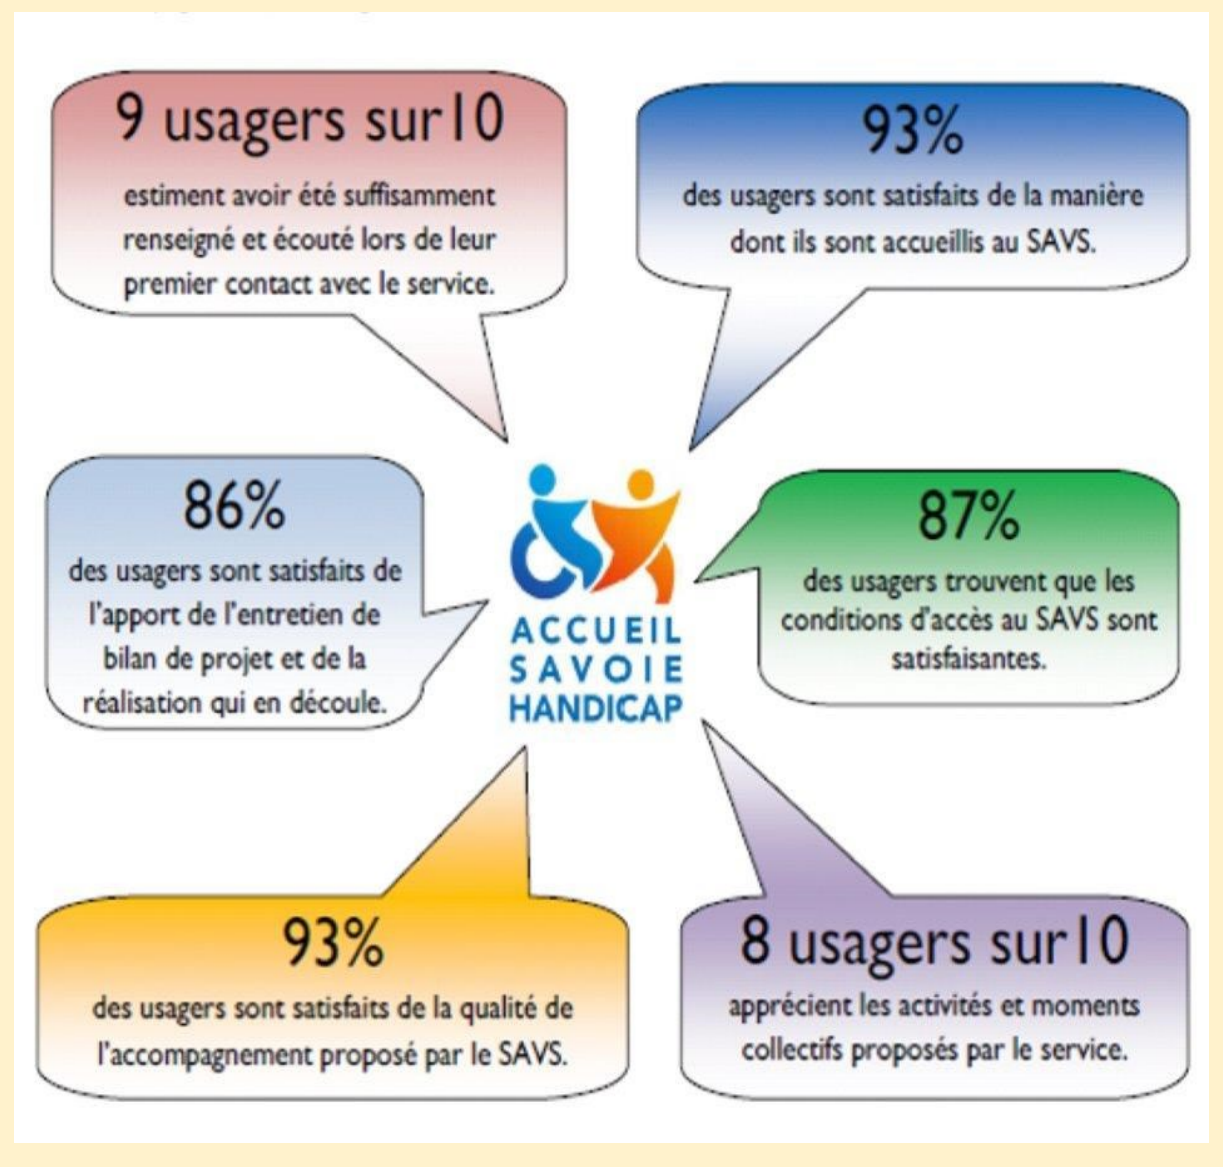 9 usagers sur10
estiment avoir été suffisamment
renseigné et écouté lors de leur
premier contact avec le service.
93%
des usagers sont satisfaits de la manière
dont ils sont accueillis au SAVS.
86%
des usagers sont satisfaits de
l'apport de l'entretien de
bilan de projet et de la
réalisation qui en découle.
ACCUEIL
SAVOIE
HANDICAP
87%
des usagers trouvent que les
conditions d'accès au SAVS sont
satisfaisantes.
93%
des usagers sont satisfaits de la qualité de
l'accompagnement proposé par le SAVS.
8 usagers sur10
apprécient les activités et moments
collectifs proposés par le service.